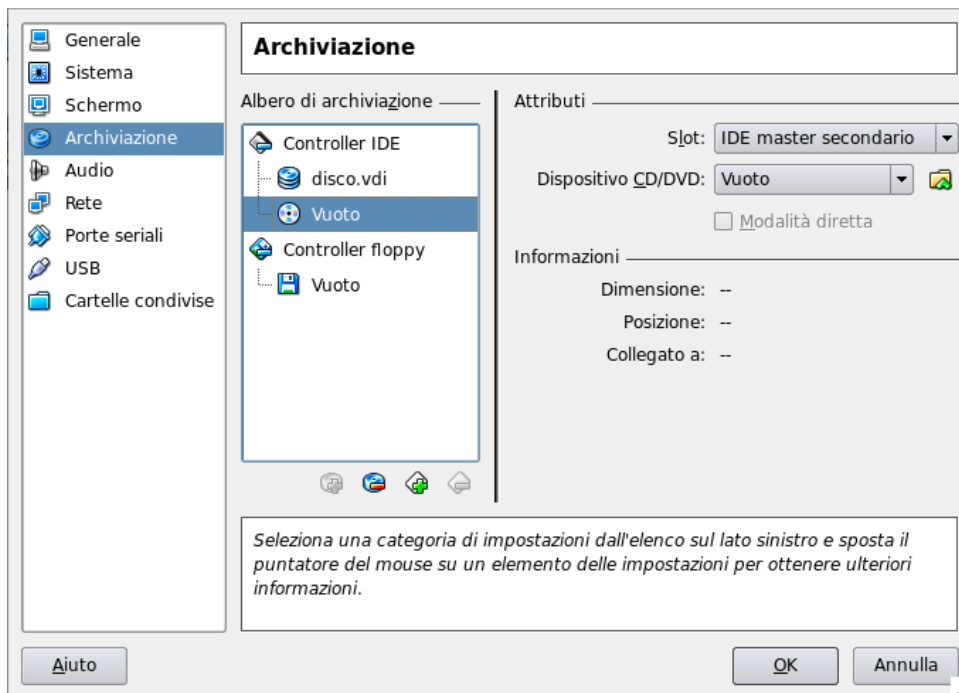 Generale
Sistema
Schermo
Archiviazione
Audio
Rete
Porte seriali
USB
Cartelle condivise
Archiviazione
Albero di archiviazione
Controller IDE
disco.vdi
Vuoto
Controller floppy
Vuoto
Attributi
Slot: IDE master secondario
Dispositivo CD/DVD: Vuoto
Modalità diretta
Informazioni
Dimensione: --
Posizione: --
Collegato a: --
Seleziona una categoria di impostazioni dall'elenco sul lato sinistro e sposta il
puntatore del mouse su un elemento delle impostazioni per ottenere ulteriori
informazioni.
Aiuto
OK
Annulla